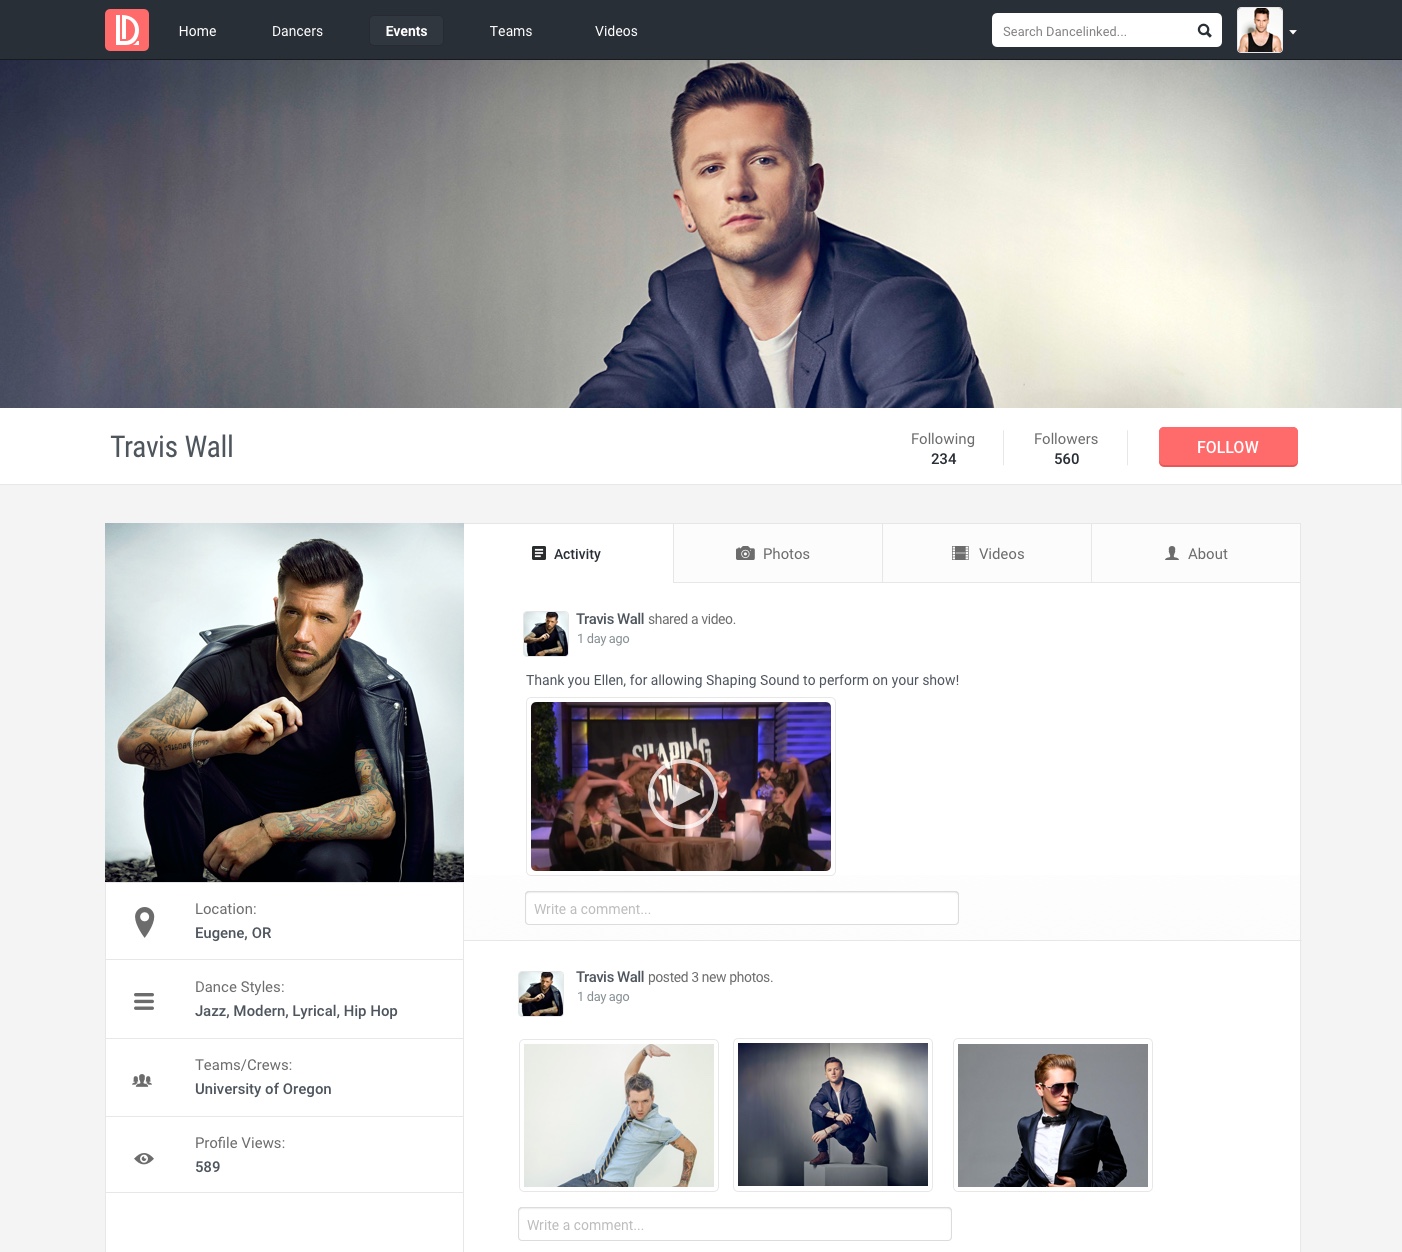 Home
Dancers
Events
Teams
Videos
Search Dancelinked...
Travis Wall
Following
234
Followers
560
FOLLOW
Activity
Photos
Videos
About
Travis Wall shared a video.
1 day ago
Thank you Ellen, for allowing Shaping Sound to perform on your show!
SHAPING
Write a comment...
Location:
Eugene, OR
Dance Styles:
Jazz, Modern, Lyrical, Hip Hop
Teams/Crews:
University of Oregon
Profile Views:
589
Travis Wall posted 3 new photos.
1 day ago
Write a comment...